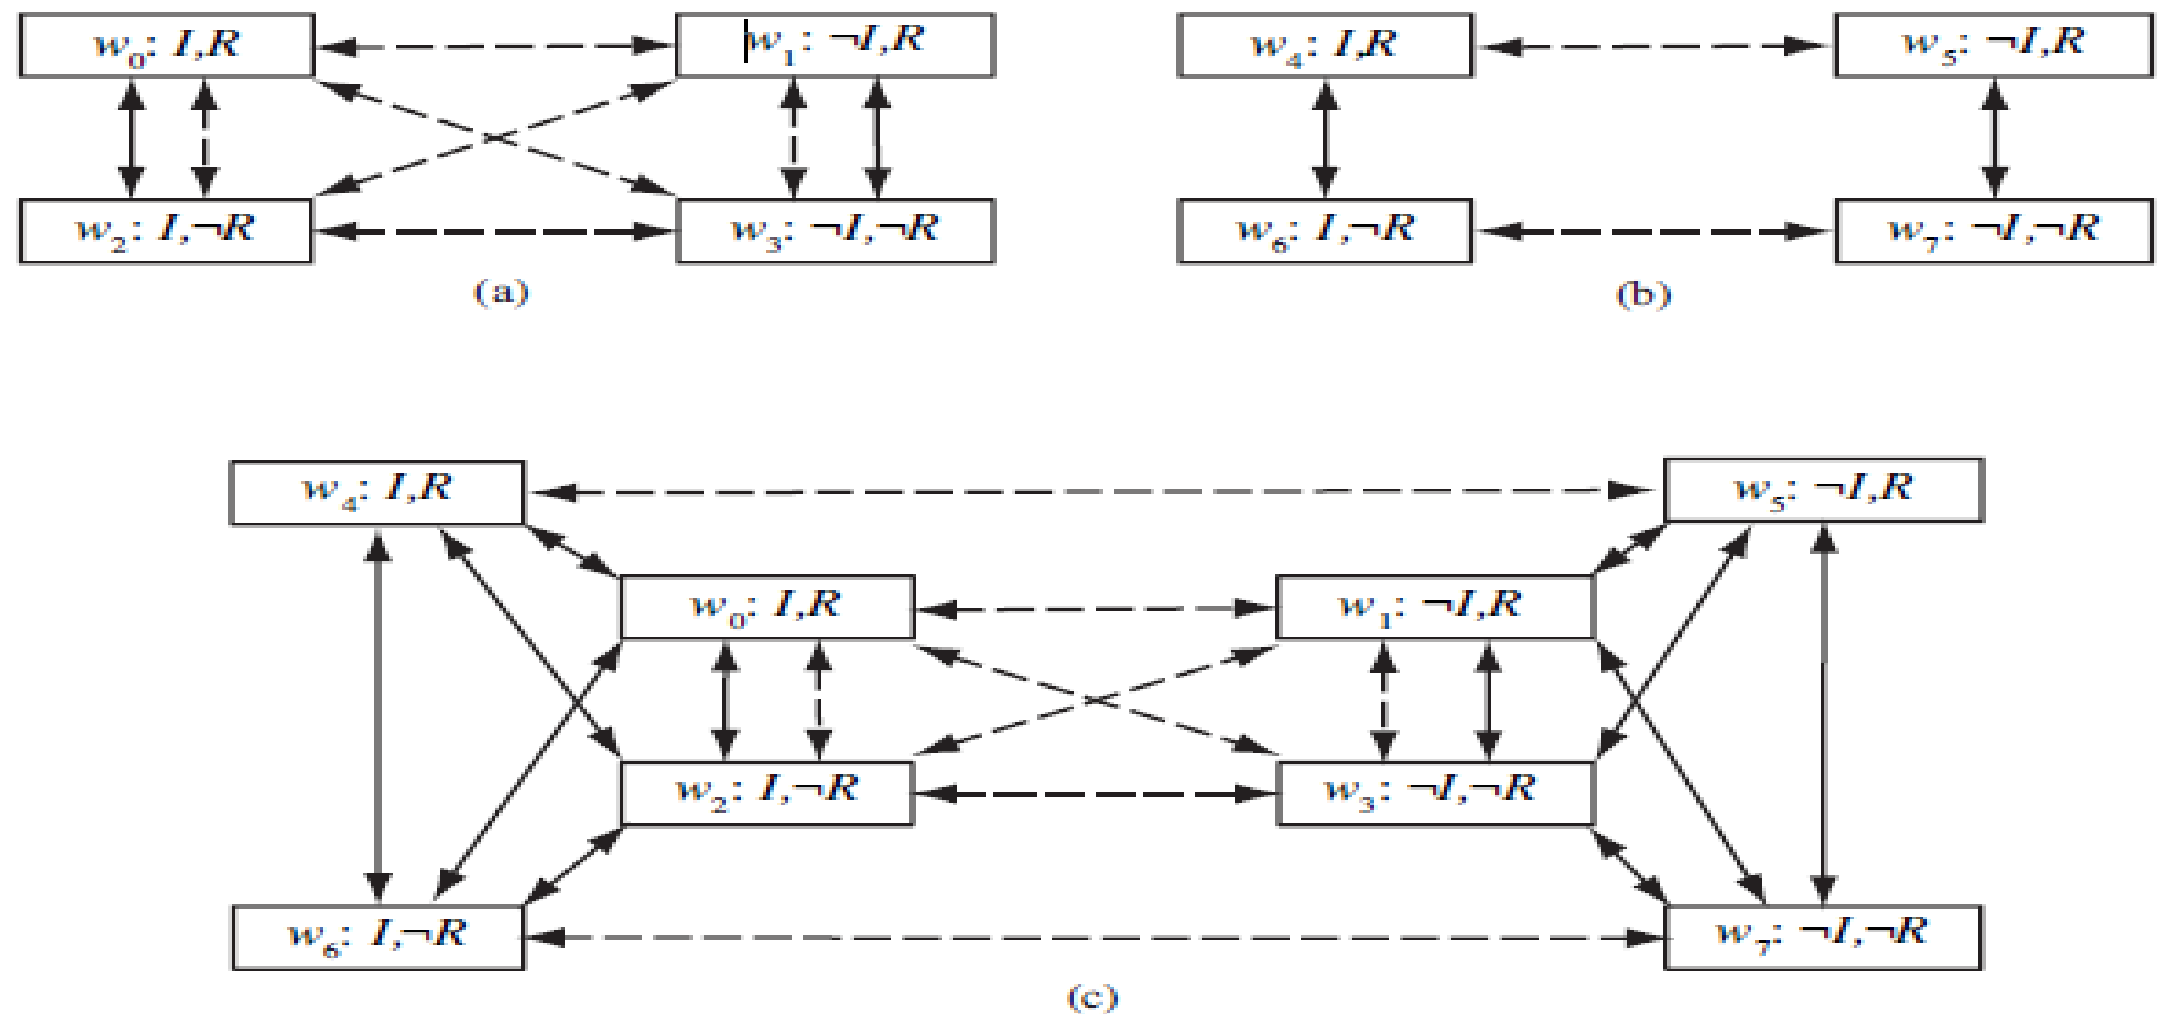 w₀: I,R w₁: ¬I,R w₄: I,R w₅: ¬I,R
w₂: I,¬R w₃: ¬I,¬R w₆: I,¬R w₇: ¬I,¬R
(a) (b)
w₄: I,R w₅: ¬I,R
w₀: I,R w₁: ¬I,R
w₂: I,¬R w₃: ¬I,¬R
w₆: I,¬R w₇: ¬I,¬R
(c)